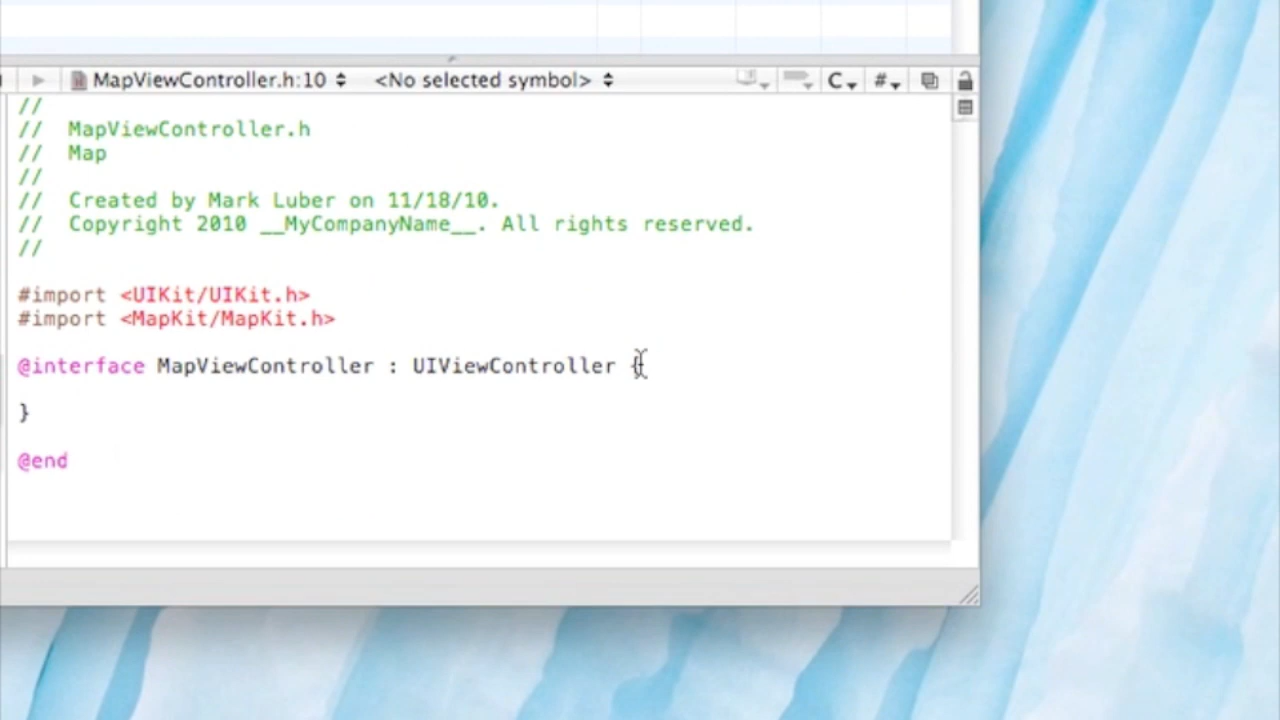 MapViewController.h:10 <No selected symbol> C #
//
// MapViewController.h
// Map
//
// Created by Mark Luber on 11/18/10.
// Copyright 2010 __MyCompanyName__. All rights reserved.
//
#import <UIKit/UIKit.h>
#import <MapKit/MapKit.h>
@interface MapViewController : UIViewController {
}
@end